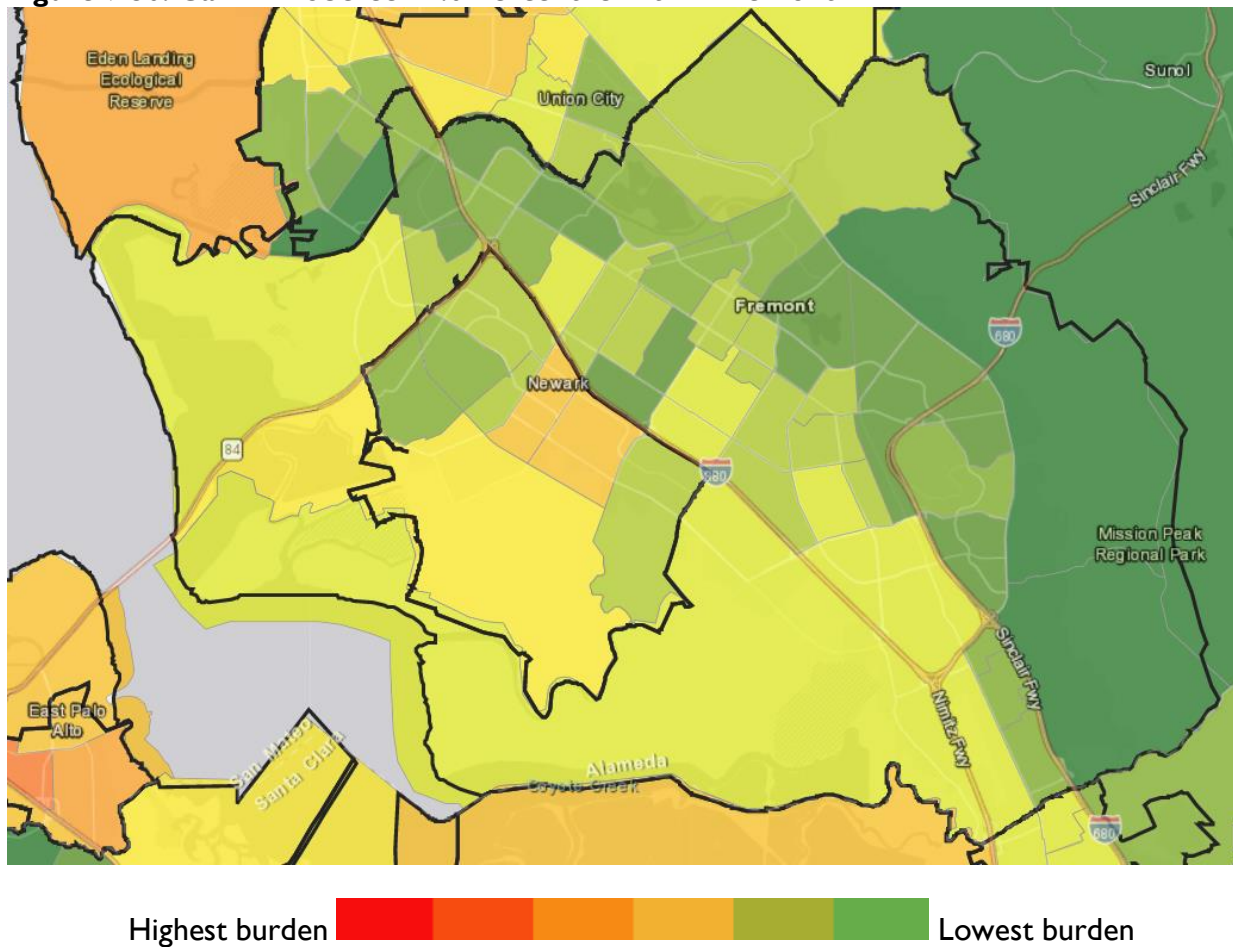 Eden Landing
Ecological
Reserve
Union City
Sunol
Sinclair Fwy
Fremont
680
Newark
84
680
Mission Peak
Regional Park
Sinclair Fwy
East Palo
Alto
Nimitz Fwy
San Mateo
Santa Clara
Alameda
Coyote Creek
680
Highest burden
Lowest burden